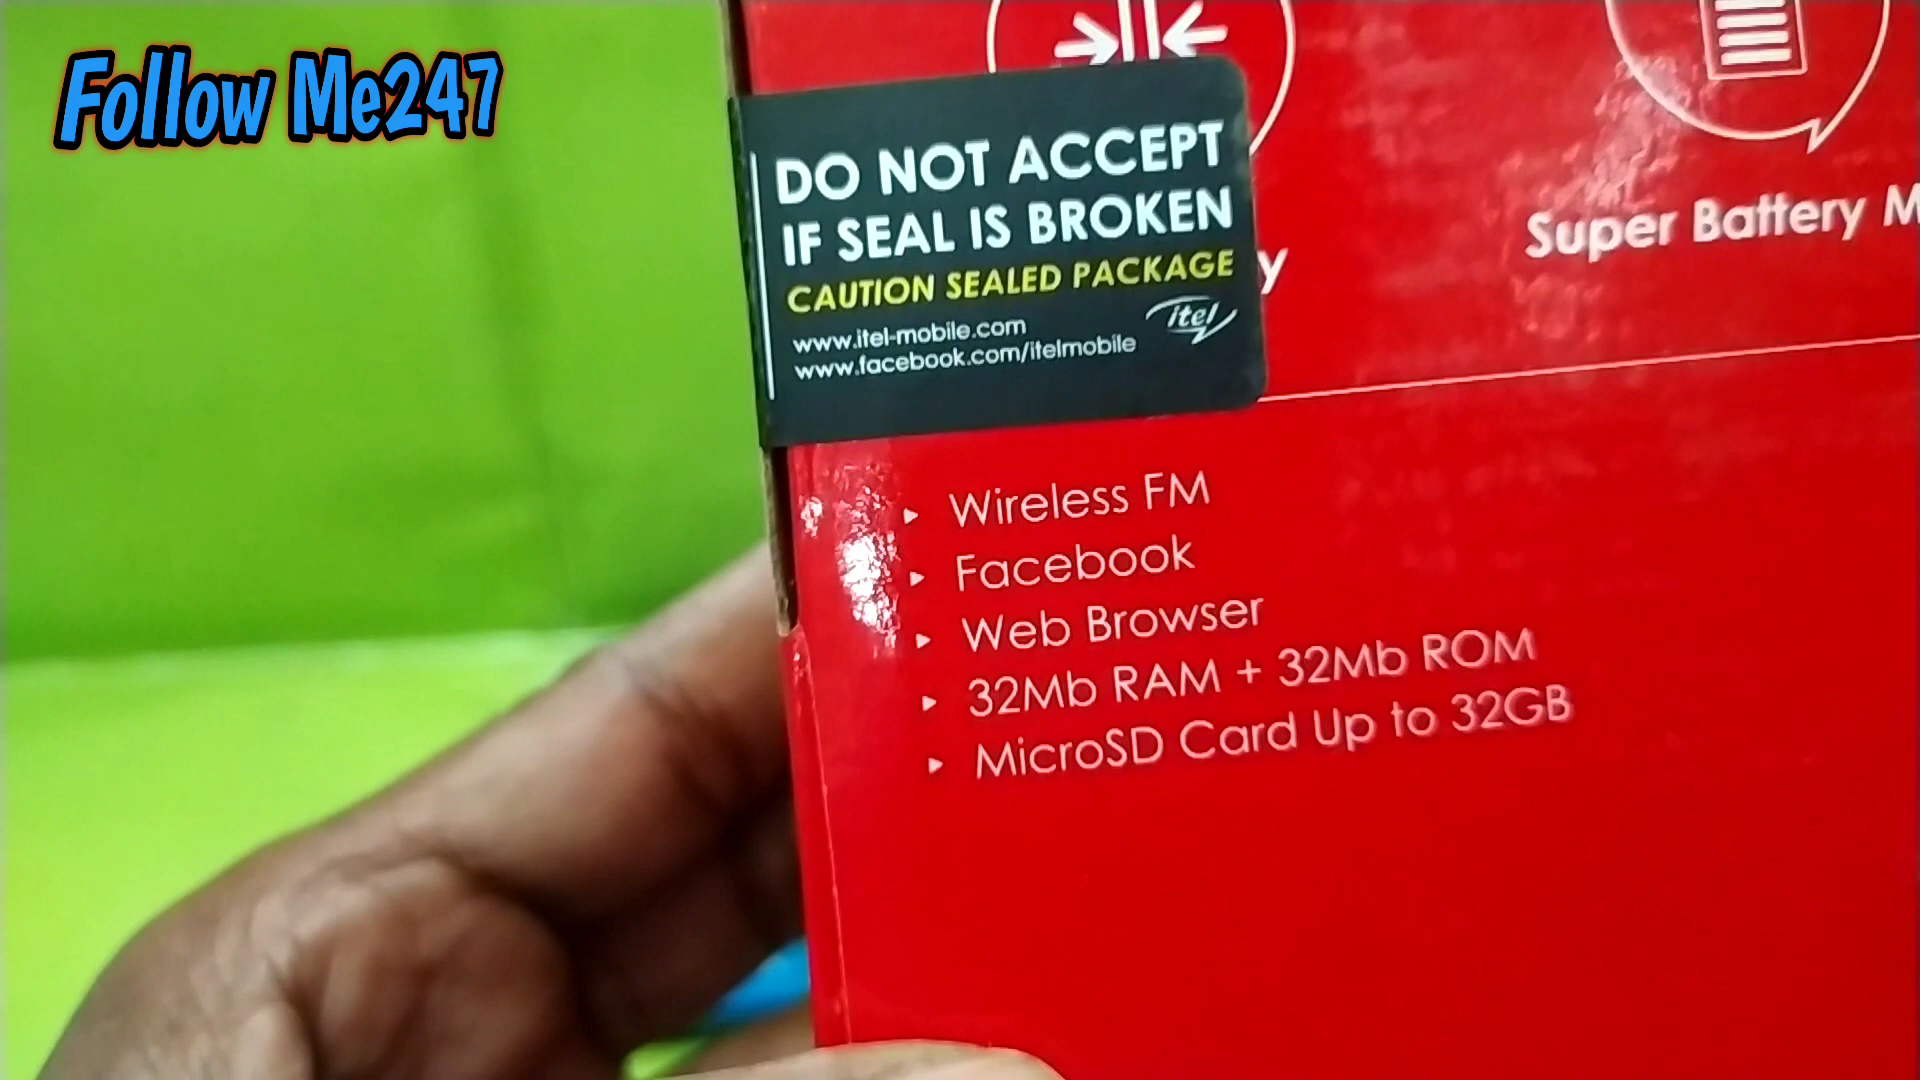 Follow Me247
DO NOT ACCEPT
IF SEAL IS BROKEN
CAUTION SEALED PACKAGE
www.itel-mobile.com
www.facebook.com/itelmobile
itel
Super Battery M
Wireless FM
Facebook
Web Browser
32Mb RAM + 32Mb ROM
MicroSD Card Up to 32GB